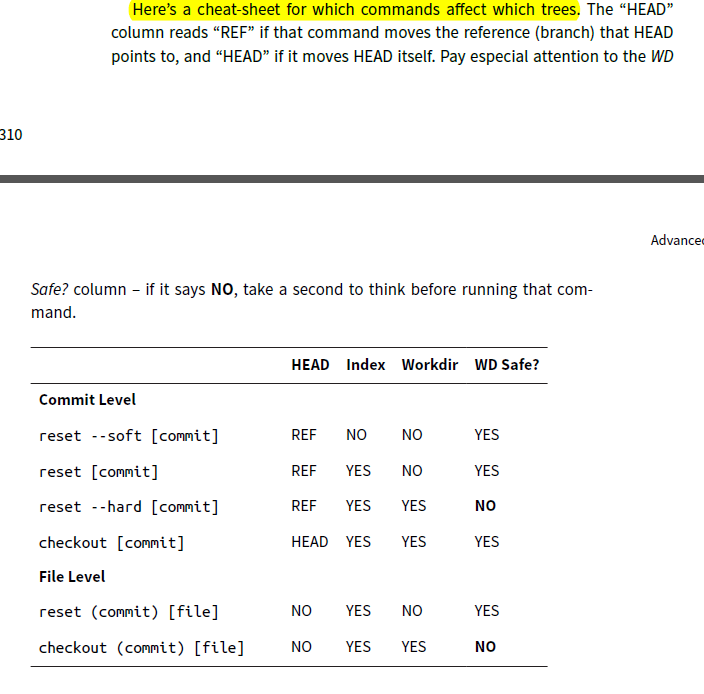 Here’s a cheat-sheet for which commands affect which trees. The “HEAD”
column reads “REF” if that command moves the reference (branch) that HEAD
points to, and “HEAD” if it moves HEAD itself. Pay especial attention to the WD
310
Advanced
Safe? column – if it says NO, take a second to think before running that com-
mand.
HEAD Index Workdir WD Safe?
Commit Level
reset --soft [commit] REF NO NO YES
reset [commit] REF YES NO YES
reset --hard [commit] REF YES YES NO
checkout [commit] HEAD YES YES YES
File Level
reset (commit) [file] NO YES NO YES
checkout (commit) [file] NO YES YES NO